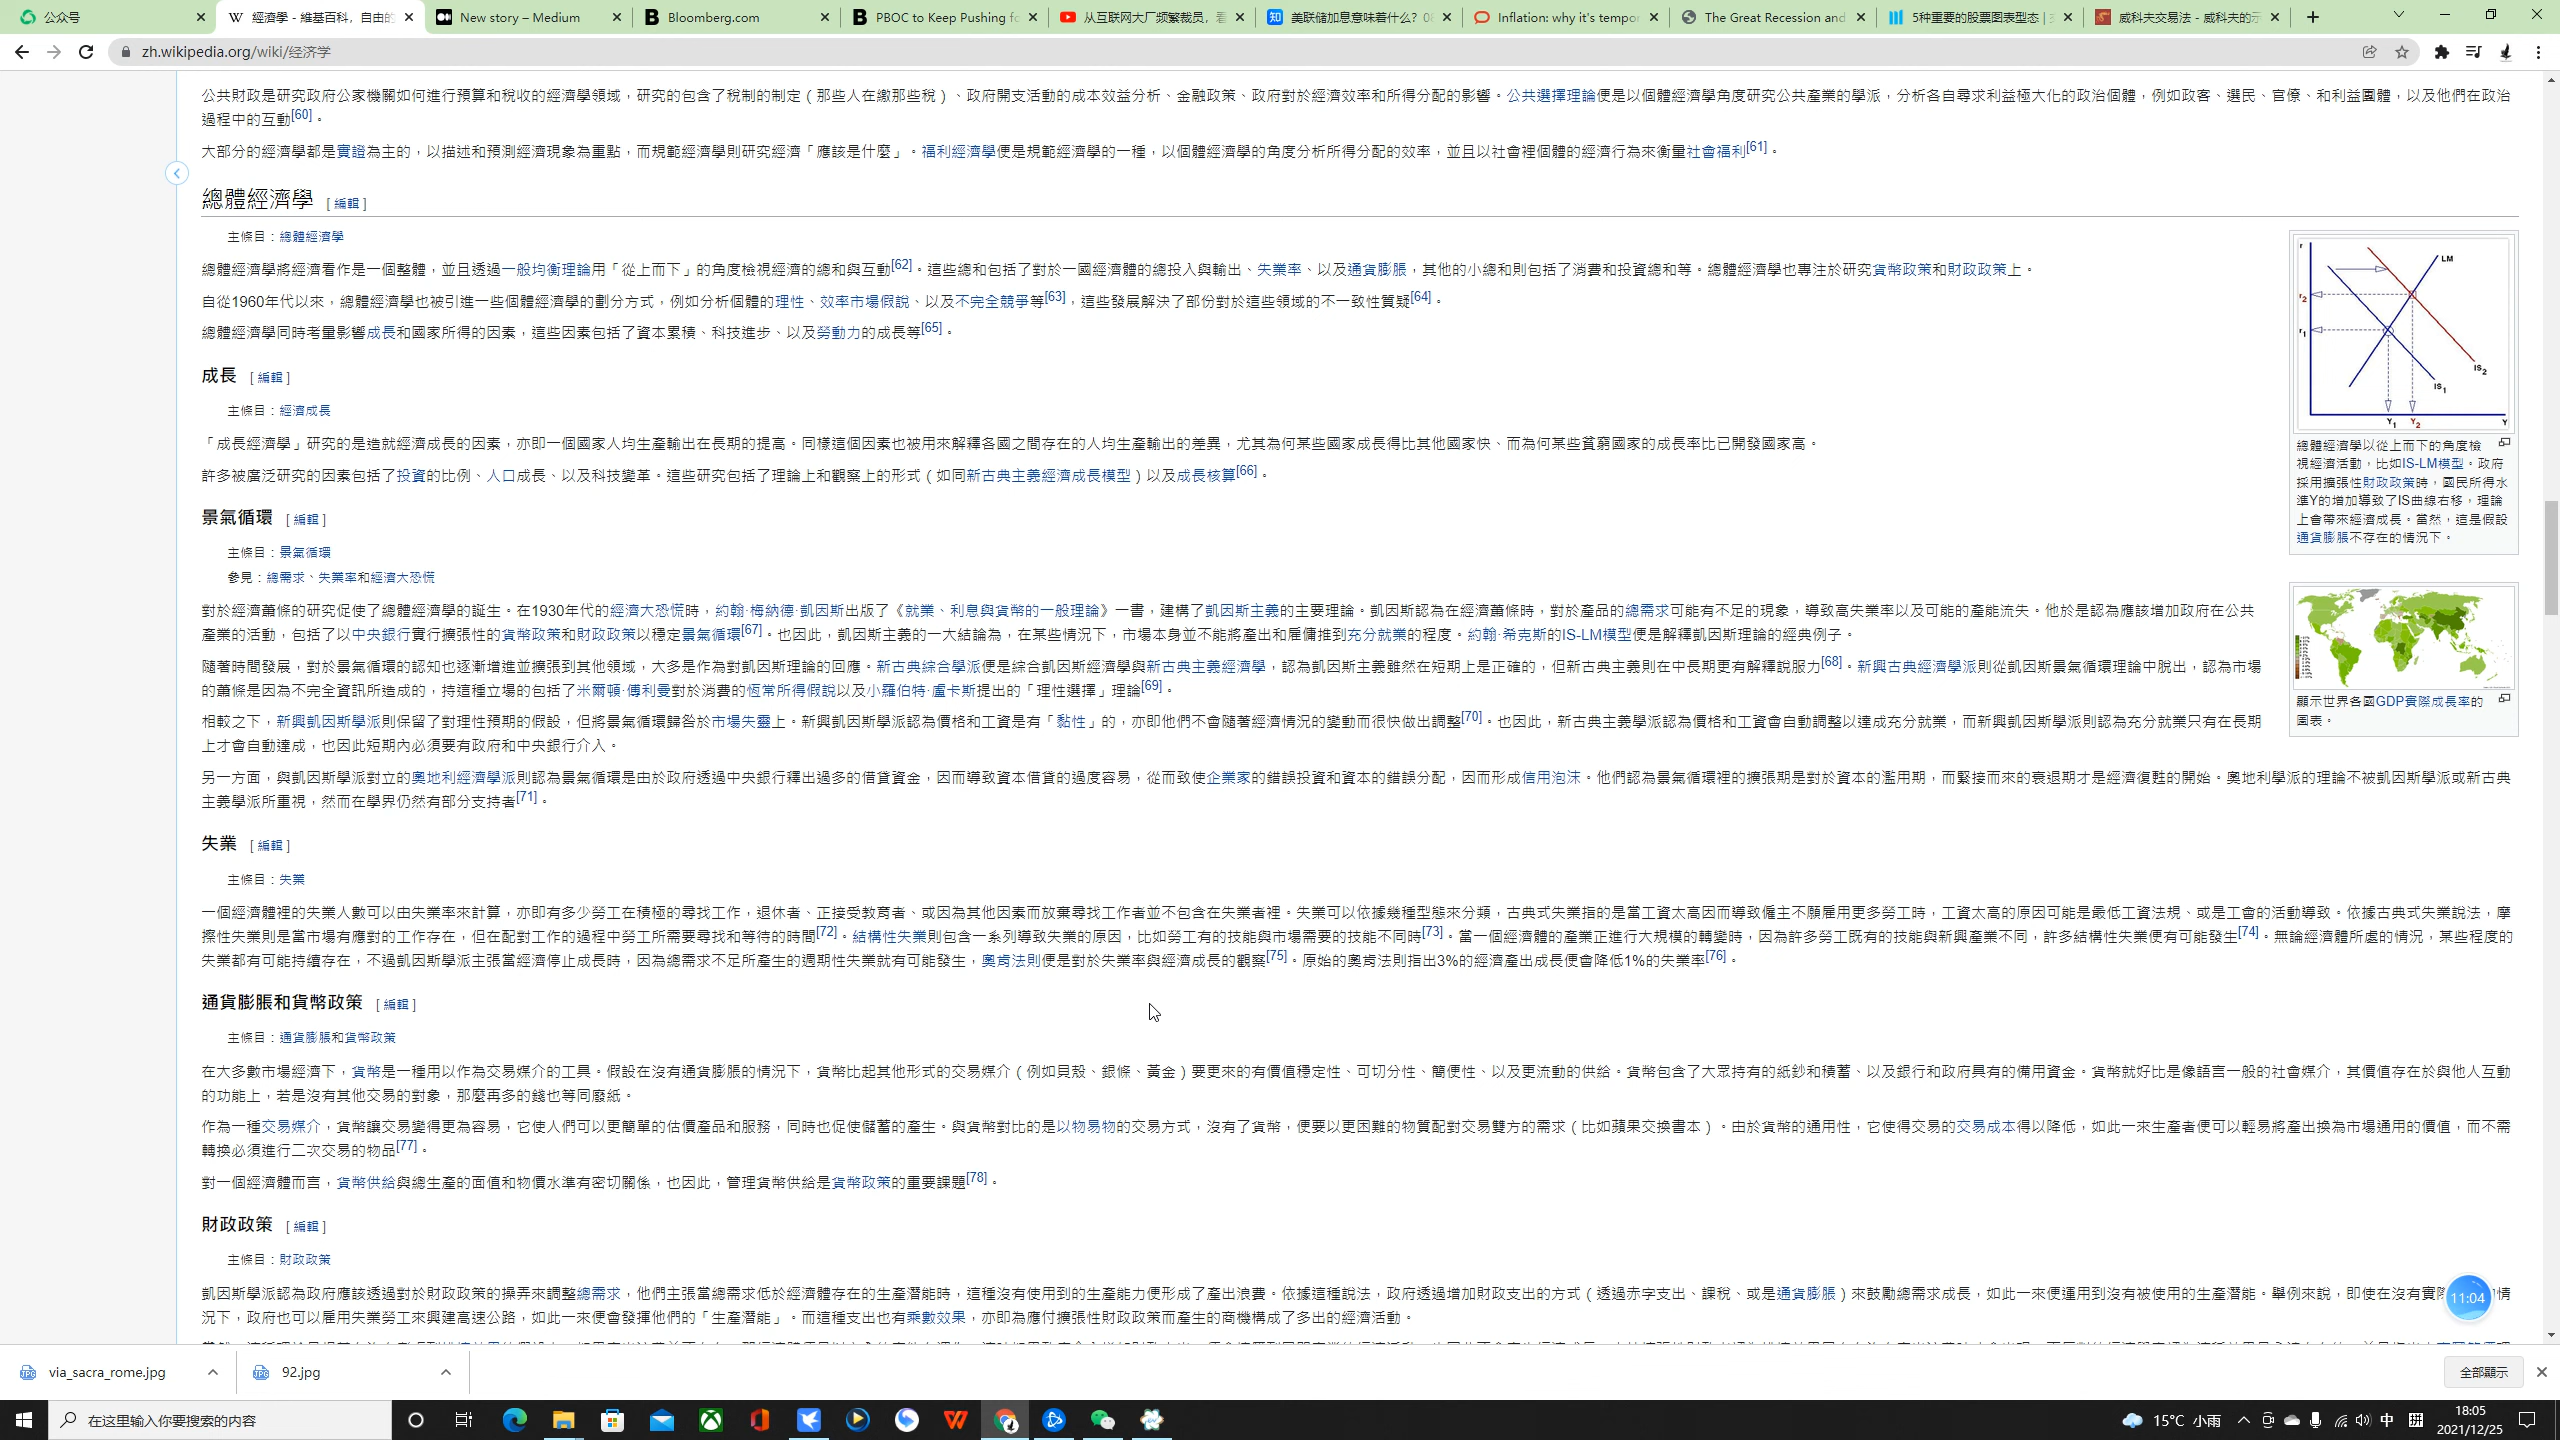 公众号
經濟學 - 維基百科，自由的
New story – Medium
Bloomberg.com
PBOC to Keep Pushing fo
从互联网大厂频繁裁员，看
美联储加息意味着什么？08
Inflation: why it's tempor
The Great Recession and
5种重要的股票图表型态 |
威科夫交易法 - 威科夫的示
zh.wikipedia.org/wiki/经济学
公共財政是研究政府公家機關如何進行預算和稅收的經濟學領域，研究的包含了稅制的制定（那些人在繳那些稅）、政府開支活動的成本效益分析、金融政策、政府對於經濟效率和所得分配的影響。公共選擇理論便是以個體經濟學角度研究公共產業的學派，分析各自尋求利益極大化的政治個體，例如政客、選民、官僚、和利益團體，以及他們在政治
過程中的互動[60]。
大部分的經濟學都是實證為主的，以描述和預測經濟現象為重點，而規範經濟學則研究經濟「應該是什麼」。福利經濟學便是規範經濟學的一種，以個體經濟學的角度分析所得分配的效率，並且以社會裡個體的經濟行為來衡量社會福利[61]。
總體經濟學 [編輯]
主條目：總體經濟學
總體經濟學將經濟看作是一個整體，並且透過一般均衡理論用「從上而下」的角度檢視經濟的總和與互動[62]。這些總和包括了對於一國經濟體的總投入與輸出、失業率、以及通貨膨脹，其他的小總和則包括了消費和投資總和等。總體經濟學也專注於研究貨幣政策和財政政策上。
自從1960年代以來，總體經濟學也被引進一些個體經濟學的劃分方式，例如分析個體的理性、效率市場假說、以及不完全競爭等[63]，這些發展解決了部份對於這些領域的不一致性質疑[64]。
總體經濟學同時考量影響成長和國家所得的因素，這些因素包括了資本累積、科技進步、以及勞動力的成長等[65]。
r
LM
r2
r1
IS2
IS1
Y1 Y2 Y
總體經濟學以從上而下的角度檢
視經濟活動，比如IS-LM模型。政府
採用擴張性財政政策時，國民所得水
準Y的增加導致了IS曲線右移，理論
上會帶來經濟成長。當然，這是假設
通貨膨脹不存在的情況下。
成長 [編輯]
主條目：經濟成長
「成長經濟學」研究的是造就經濟成長的因素，亦即一個國家人均生產輸出在長期的提高。同樣這個因素也被用來解釋各國之間存在的人均生產輸出的差異，尤其為何某些國家成長得比其他國家快、而為何某些貧窮國家的成長率比已開發國家高。
許多被廣泛研究的因素包括了投資的比例、人口成長、以及科技變革。這些研究包括了理論上和觀察上的形式（如同新古典主義經濟成長模型）以及成長核算[66]。
景氣循環 [編輯]
主條目：景氣循環
參見：總需求、失業率和經濟大恐慌
對於經濟蕭條的研究促使了總體經濟學的誕生。在1930年代的經濟大恐慌時，約翰·梅納德·凱因斯出版了《就業、利息與貨幣的一般理論》一書，建構了凱因斯主義的主要理論。凱因斯認為在經濟蕭條時，對於產品的總需求可能有不足的現象，導致高失業率以及可能的產能流失。他於是認為應該增加政府在公共
產業的活動，包括了以中央銀行實行擴張性的貨幣政策和財政政策以穩定景氣循環[67]。也因此，凱因斯主義的一大結論為，在某些情況下，市場本身並不能將產出和雇傭推到充分就業的程度。約翰·希克斯的IS-LM模型便是解釋凱因斯理論的經典例子。
隨著時間發展，對於景氣循環的認知也逐漸增進並擴張到其他領域，大多是作為對凱因斯理論的回應。新古典綜合學派便是綜合凱因斯經濟學與新古典主義經濟學，認為凱因斯主義雖然在短期上是正確的，但新古典主義則在中長期更有解釋說服力[68]。新興古典經濟學派則從凱因斯景氣循環理論中脫出，認為市場
的蕭條是因為不完全資訊所造成的，持這種立場的包括了米爾頓·傅利曼對於消費的恆常所得假說以及小羅伯特·盧卡斯提出的「理性選擇」理論[69]。
相較之下，新興凱因斯學派則保留了對理性預期的假設，但將景氣循環歸咎於市場失靈上。新興凱因斯學派認為價格和工資是有「黏性」的，亦即他們不會隨著經濟情況的變動而很快做出調整[70]。也因此，新古典主義學派認為價格和工資會自動調整以達成充分就業，而新興凱因斯學派則認為充分就業只有在長期
上才會自動達成，也因此短期內必須要有政府和中央銀行介入。
另一方面，與凱因斯學派對立的奧地利經濟學派則認為景氣循環是由於政府透過中央銀行釋出過多的借貸資金，因而導致資本借貸的過度容易，從而致使企業家的錯誤投資和資本的錯誤分配，因而形成信用泡沫。他們認為景氣循環裡的擴張期是對於資本的濫用期，而緊接而來的衰退期才是經濟復甦的開始。奧地利學派的理論不被凱因斯學派或新古典
主義學派所重視，然而在學界仍然有部分支持者[71]。
顯示世界各國GDP實際成長率的
圖表。
失業 [編輯]
主條目：失業
一個經濟體裡的失業人數可以由失業率來計算，亦即有多少勞工在積極的尋找工作，退休者、正接受教育者、或因為其他因素而放棄尋找工作者並不包含在失業者裡。失業可以依據幾種型態來分類，古典式失業指的是當工資太高因而導致僱主不願雇用更多勞工時，工資太高的原因可能是最低工資法規、或是工會的活動導致。依據古典式失業說法，摩
擦性失業則是當市場有應對的工作存在，但在配對工作的過程中勞工所需要尋找和等待的時間[72]。結構性失業則包含一系列導致失業的原因，比如勞工有的技能與市場需要的技能不同時[73]。當一個經濟體的產業正進行大規模的轉變時，因為許多勞工既有的技能與新興產業不同，許多結構性失業便有可能發生[74]。無論經濟體所處的情況，某些程度的
失業都有可能持續存在，不過凱因斯學派主張當經濟停止成長時，因為總需求不足所產生的週期性失業就有可能發生，奧肯法則便是對於失業率與經濟成長的觀察[75]。原始的奧肯法則指出3%的經濟產出成長便會降低1%的失業率[76]。
通貨膨脹和貨幣政策 [編輯]
主條目：通貨膨脹和貨幣政策
在大多數市場經濟下，貨幣是一種用以作為交易媒介的工具。假設在沒有通貨膨脹的情況下，貨幣比起其他形式的交易媒介（例如貝殼、銀條、黃金）要更來的有價值穩定性、可切分性、簡便性、以及更流動的供給。貨幣包含了大眾持有的紙鈔和積蓄、以及銀行和政府具有的備用資金。貨幣就好比是像語言一般的社會媒介，其價值存在於與他人互動
的功能上，若是沒有其他交易的對象，那麼再多的錢也等同廢紙。
作為一種交易媒介，貨幣讓交易變得更為容易，它使人們可以更簡單的估價產品和服務，同時也促使儲蓄的產生。與貨幣對比的是以物易物的交易方式，沒有了貨幣，便要以更困難的物質配對交易雙方的需求（比如蘋果交換書本）。由於貨幣的通用性，它使得交易的交易成本得以降低，如此一來生產者便可以輕易將產出換為市場通用的價值，而不需
轉換必須進行二次交易的物品[77]。
對一個經濟體而言，貨幣供給與總生產的面值和物價水準有密切關係，也因此，管理貨幣供給是貨幣政策的重要課題[78]。
財政政策 [編輯]
主條目：財政政策
凱因斯學派認為政府應該透過對於財政政策的操弄來調整總需求，他們主張當總需求低於經濟體存在的生產潛能時，這種沒有使用到的生產能力便形成了產出浪費。依據這種說法，政府透過增加財政支出的方式（透過赤字支出、課稅、或是通貨膨脹）來鼓勵總需求成長，如此一來便運用到沒有被使用的生產潛能。舉例來說，即使在沒有實際 情
況下，政府也可以雇用失業勞工來興建高速公路，如此一來便會發揮他們的「生產潛能」。而這種支出也有乘數效果，亦即為應付擴張性財政政策而產生的商機構成了多出的經濟活動。
11:04
via_sacra_rome.jpg
92.jpg
全部顯示
在这里输入你要搜索的内容
15°C 小雨
中
拼
18:05
2021/12/25